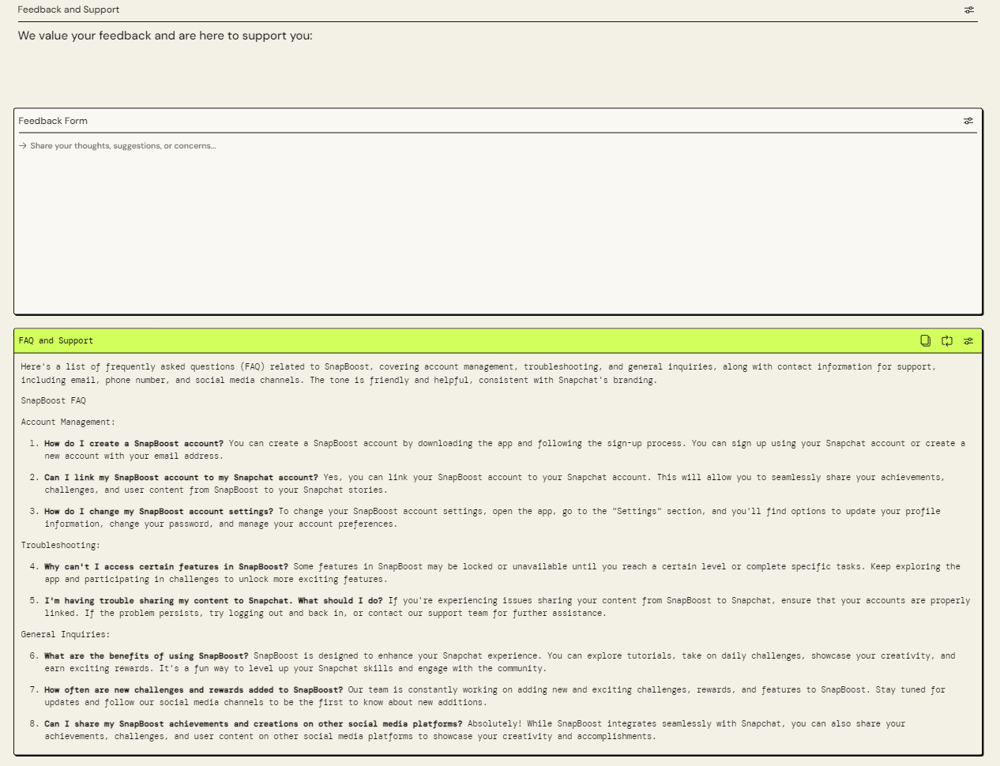 Feedback and Support
We value your feedback and are here to support you:
Feedback Form
→ Share your thoughts, suggestions, or concerns...
FAQ and Support
Here's a list of frequently asked questions (FAQ) related to SnapBoost, covering account management, troubleshooting, and general inquiries, along with contact information for support,
including email, phone number, and social media channels. The tone is friendly and helpful, consistent with Snapchat's branding.
SnapBoost FAQ
Account Management:
1. How do I create a SnapBoost account? You can create a SnapBoost account by downloading the app and following the sign-up process. You can sign up using your Snapchat account or create a
new account with your email address.
2. Can I link my SnapBoost account to my Snapchat account? Yes, you can link your SnapBoost account to your Snapchat account. This will allow you to seamlessly share your achievements,
challenges, and user content from SnapBoost to your Snapchat stories.
3. How do I change my SnapBoost account settings? To change your SnapBoost account settings, open the app, go to the "Settings" section, and you'll find options to update your profile
information, change your password, and manage your account preferences.
Troubleshooting:
4. Why can't I access certain features in SnapBoost? Some features in SnapBoost may be locked or unavailable until you reach a certain level or complete specific tasks. Keep exploring the
app and participating in challenges to unlock more exciting features.
5. I'm having trouble sharing my content to Snapchat. What should I do? If you're experiencing issues sharing your content from SnapBoost to Snapchat, ensure that your accounts are properly
linked. If the problem persists, try logging out and back in, or contact our support team for further assistance.
General Inquiries:
6. What are the benefits of using SnapBoost? SnapBoost is designed to enhance your Snapchat experience. You can explore tutorials, take on daily challenges, showcase your creativity, and
earn exciting rewards. It's a fun way to level up your Snapchat skills and engage with the community.
7. How often are new challenges and rewards added to SnapBoost? Our team is constantly working on adding new and exciting challenges, rewards, and features to SnapBoost. Stay tuned for
updates and follow our social media channels to be the first to know about new additions.
8. Can I share my SnapBoost achievements and creations on other social media platforms? Absolutely! While SnapBoost integrates seamlessly with Snapchat, you can also share your
achievements, challenges, and user content on other social media platforms to showcase your creativity and accomplishments.